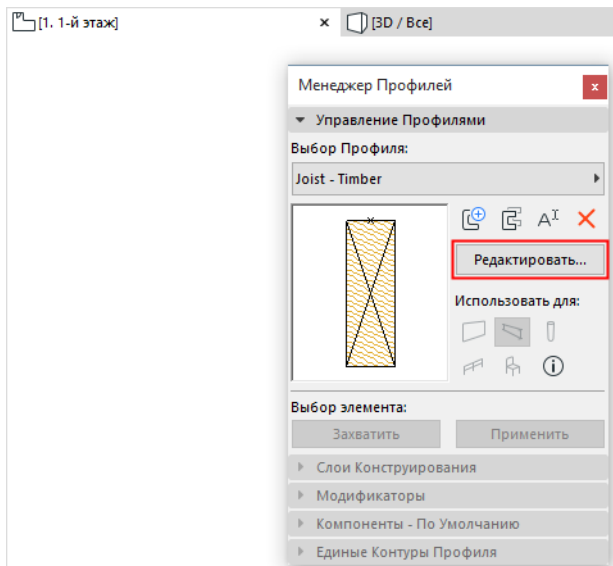 [1. 1-й этаж]
[3D / Все]
Менеджер Профилей
Управление Профилями
Выбор Профиля:
Joist - Timber
Редактировать...
Использовать для:
Выбор элемента:
Захватить
Применить
Слои Конструирования
Модификаторы
Компоненты - По Умолчанию
Единые Контуры Профиля